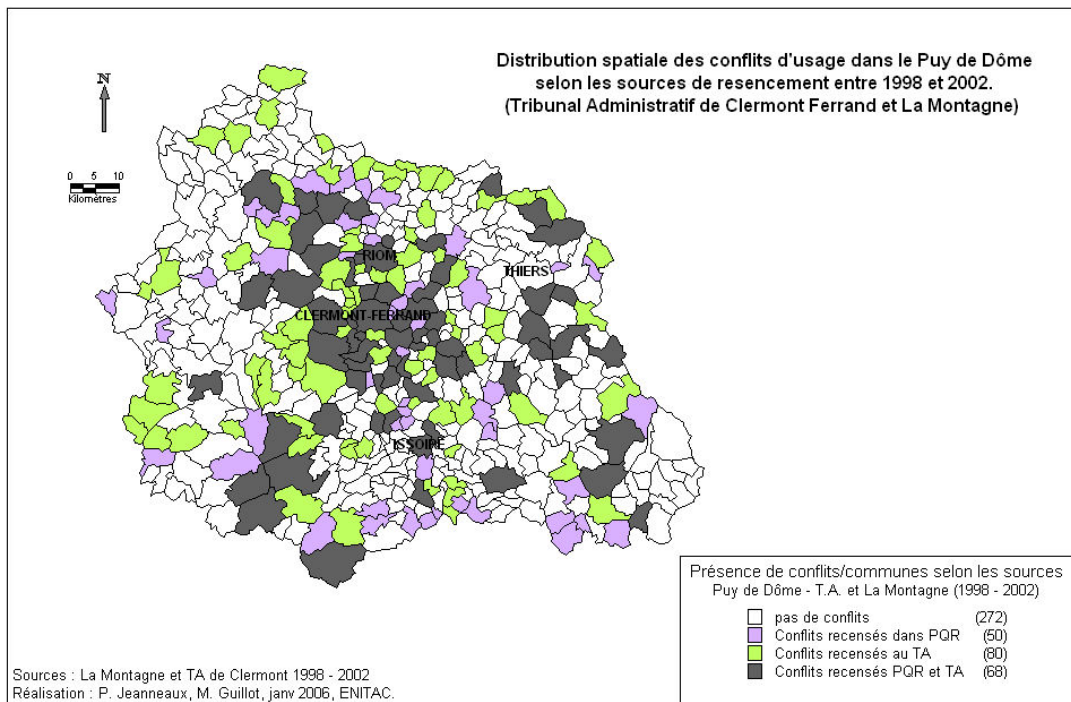 Distribution spatiale des conflits d'usage dans le Puy de Dôme
selon les sources de resencement entre 1998 et 2002.
(Tribunal Administratif de Clermont Ferrand et La Montagne)
N
0 5 10
Kilomètres
RIOM
THIERS
CLERMONT-FERRAND
ISSOIRE
Présence de conflits/communes selon les sources
Puy de Dôme - T.A. et La Montagne (1998 - 2002)
pas de conflits (272)
Conflits recensés dans PQR (50)
Conflits recensés au TA (80)
Conflits recensés PQR et TA (68)
Sources : La Montagne et TA de Clermont 1998 - 2002
Réalisation : P. Jeanneaux, M. Guillot, janv 2006, ENITAC.